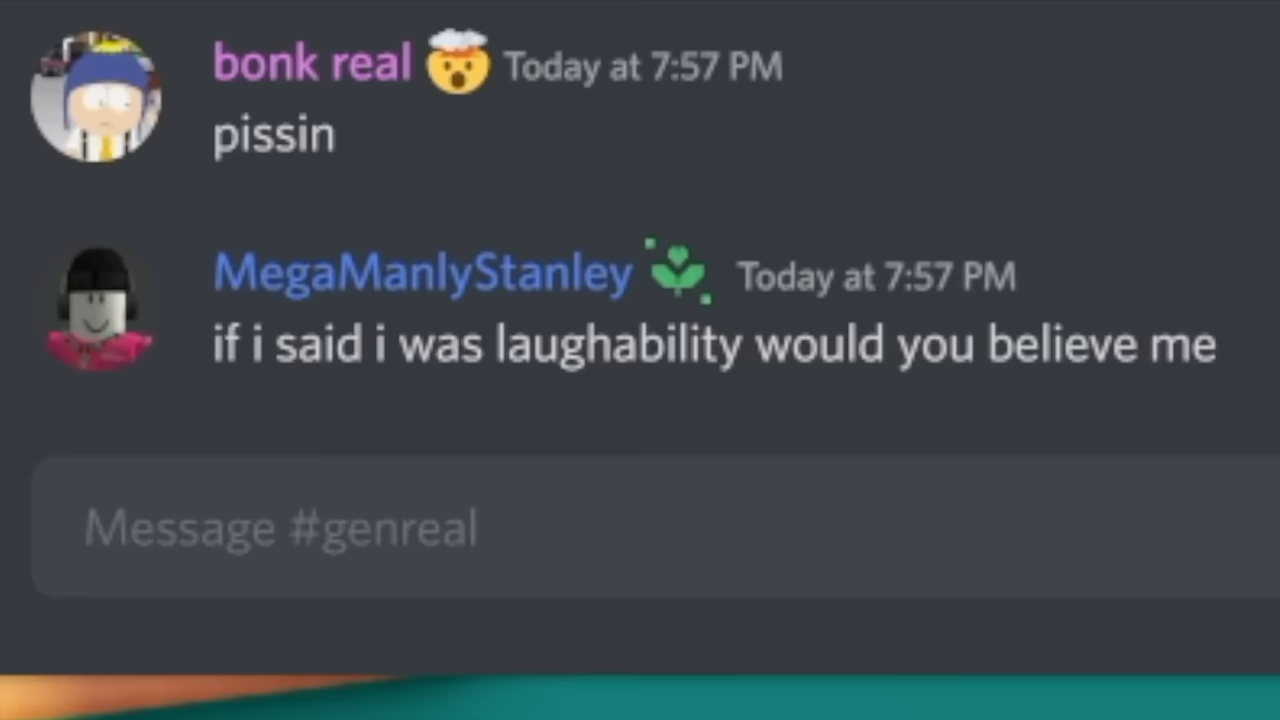 bonk real 🤯 Today at 7:57 PM
pissin
MegaManlyStanley Today at 7:57 PM
if i said i was laughability would you believe me
Message #genreal